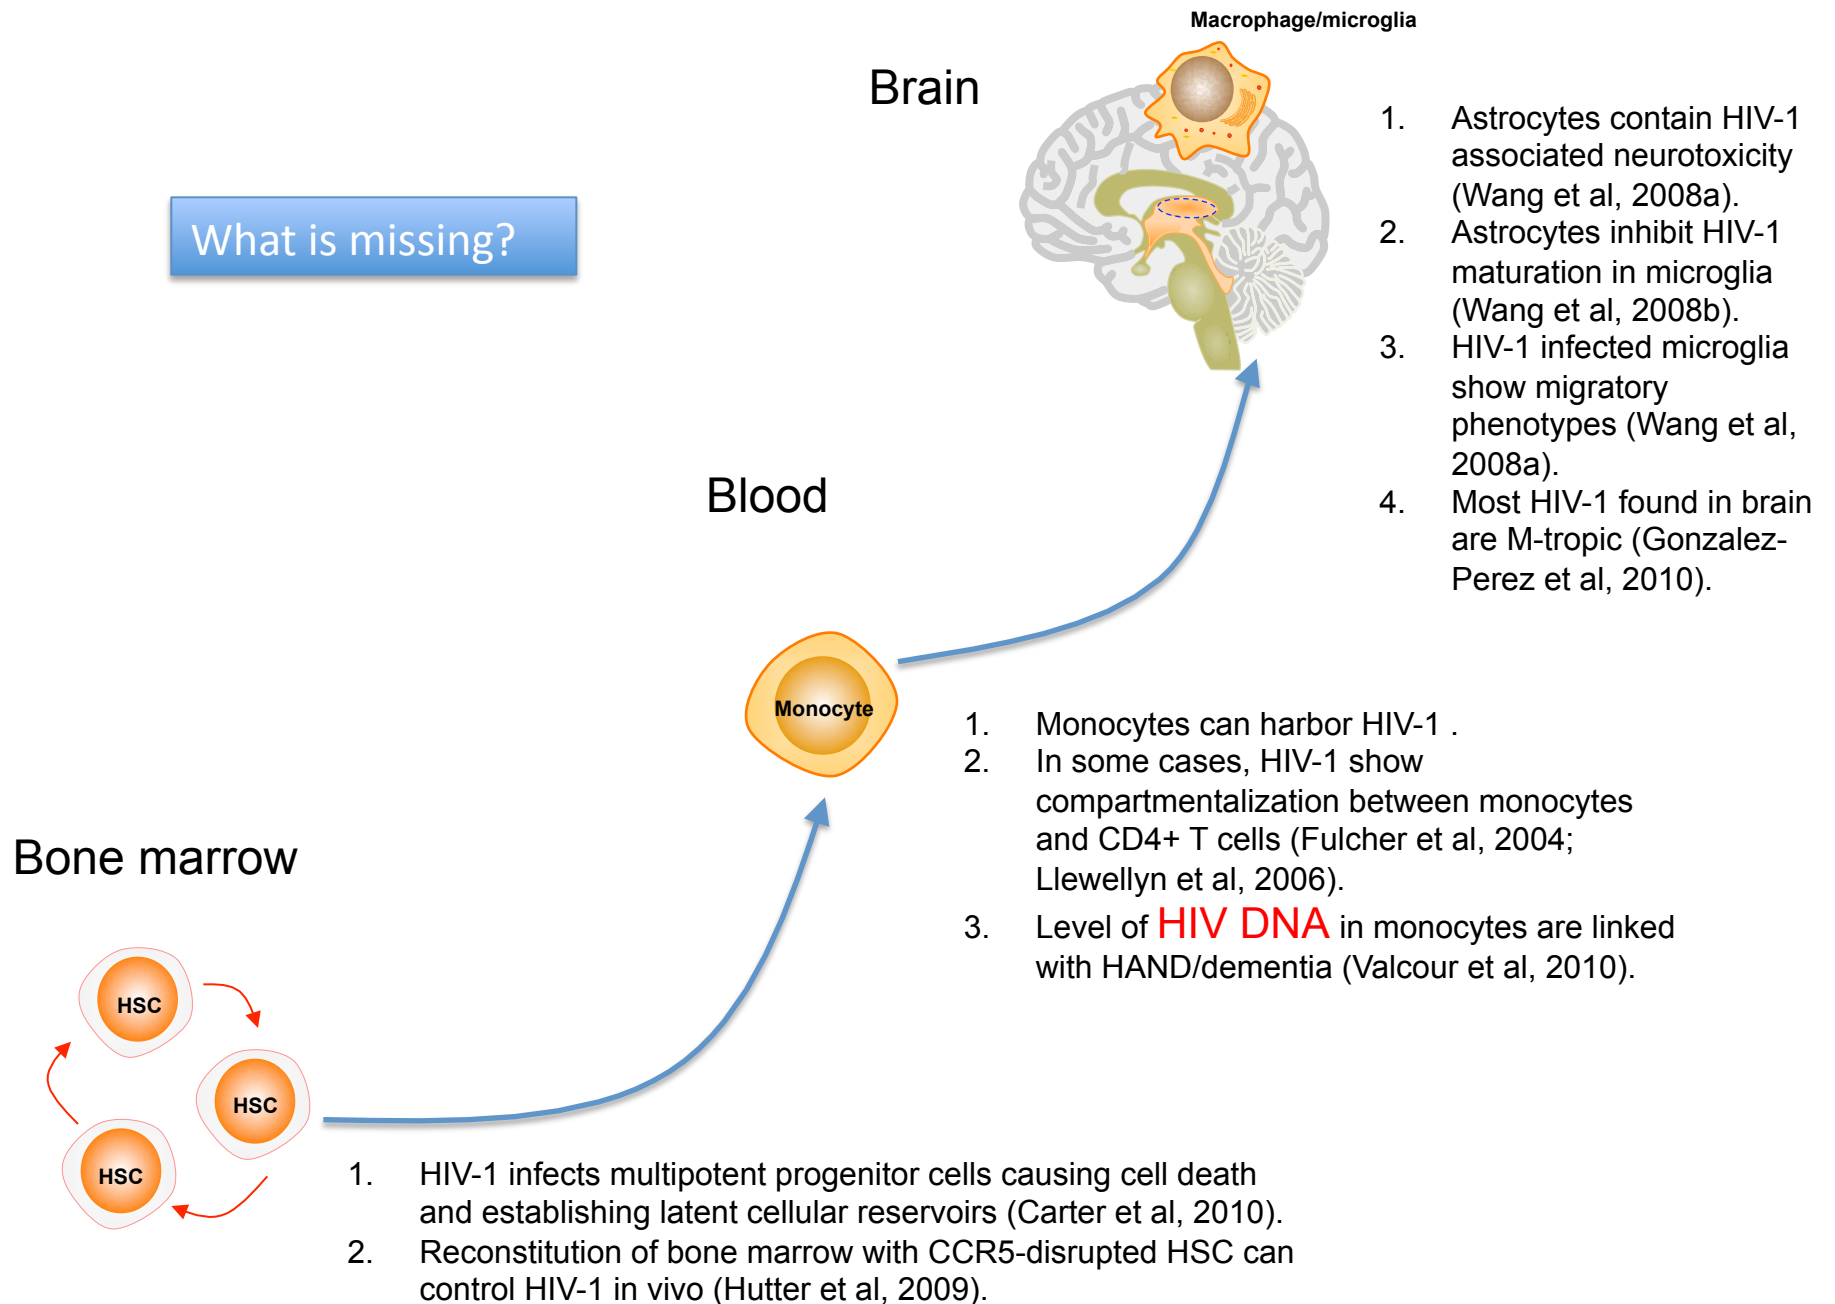 Macrophage/microglia
Brain
What is missing?
1. Astrocytes contain HIV-1
associated neurotoxicity
(Wang et al, 2008a).
2. Astrocytes inhibit HIV-1
maturation in microglia
(Wang et al, 2008b).
3. HIV-1 infected microglia
show migratory
phenotypes (Wang et al,
2008a).
4. Most HIV-1 found in brain
are M-tropic (Gonzalez-
Perez et al, 2010).
Blood
Monocyte
1. Monocytes can harbor HIV-1 .
2. In some cases, HIV-1 show
compartmentalization between monocytes
and CD4+ T cells (Fulcher et al, 2004;
Llewellyn et al, 2006).
3. Level of HIV DNA in monocytes are linked
with HAND/dementia (Valcour et al, 2010).
Bone marrow
HSC
HSC
HSC
1. HIV-1 infects multipotent progenitor cells causing cell death
and establishing latent cellular reservoirs (Carter et al, 2010).
2. Reconstitution of bone marrow with CCR5-disrupted HSC can
control HIV-1 in vivo (Hutter et al, 2009).